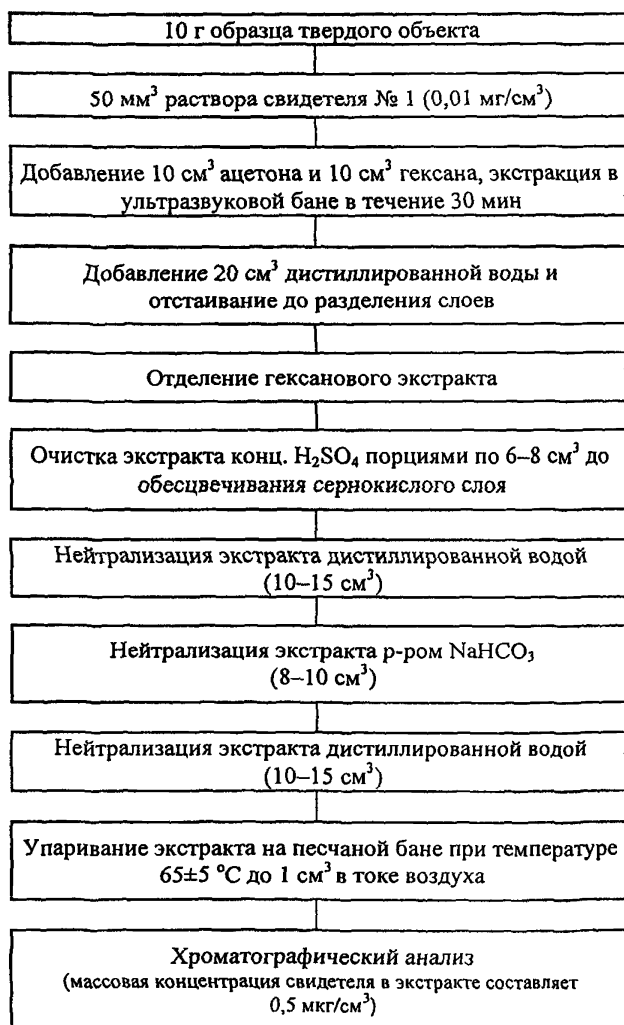 10 г образца твердого объекта
50 мм³ раствора свидетеля № 1 (0,01 мг/см³)
Добавление 10 см³ ацетона и 10 см³ гексана, экстракция в
ультразвуковой бане в течение 30 мин
Добавление 20 см³ дистиллированной воды и
отстаивание до разделения слоев
Отделение гексанового экстракта
Очистка экстракта конц. H₂SO₄ порциями по 6–8 см³ до
обесцвечивания сернокислого слоя
Нейтрализация экстракта дистиллированной водой
(10–15 см³)
Нейтрализация экстракта р-ром NaHCO₃
(8–10 см³)
Нейтрализация экстракта дистиллированной водой
(10–15 см³)
Упаривание экстракта на песчаной бане при температуре
65±5 °С до 1 см³ в токе воздуха
Хроматографический анализ
(массовая концентрация свидетеля в экстракте составляет
0,5 мкг/см³)